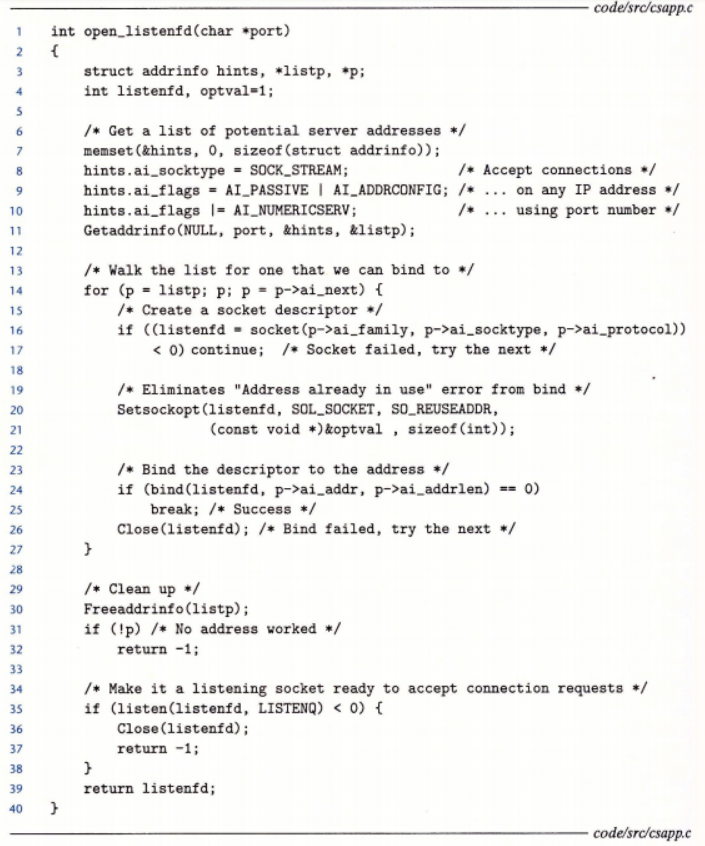 code/src/csapp.c
1 int open_listenfd(char *port)
2 {
3     struct addrinfo hints, *listp, *p;
4     int listenfd, optval=1;
5
6     /* Get a list of potential server addresses */
7     memset(&hints, 0, sizeof(struct addrinfo));
8     hints.ai_socktype = SOCK_STREAM;             /* Accept connections */
9     hints.ai_flags = AI_PASSIVE | AI_ADDRCONFIG; /* ... on any IP address */
10     hints.ai_flags |= AI_NUMERICSERV;            /* ... using port number */
11     Getaddrinfo(NULL, port, &hints, &listp);
12
13     /* Walk the list for one that we can bind to */
14     for (p = listp; p; p = p->ai_next) {
15         /* Create a socket descriptor */
16         if ((listenfd = socket(p->ai_family, p->ai_socktype, p->ai_protocol))
17             < 0) continue;  /* Socket failed, try the next */
18
19         /* Eliminates "Address already in use" error from bind */
20         Setsockopt(listenfd, SOL_SOCKET, SO_REUSEADDR,
21                    (const void *)&optval , sizeof(int));
22
23         /* Bind the descriptor to the address */
24         if (bind(listenfd, p->ai_addr, p->ai_addrlen) == 0)
25             break; /* Success */
26         Close(listenfd); /* Bind failed, try the next */
27     }
28
29     /* Clean up */
30     Freeaddrinfo(listp);
31     if (!p) /* No address worked */
32         return -1;
33
34     /* Make it a listening socket ready to accept connection requests */
35     if (listen(listenfd, LISTENQ) < 0) {
36         Close(listenfd);
37         return -1;
38     }
39     return listenfd;
40 }
code/src/csapp.c